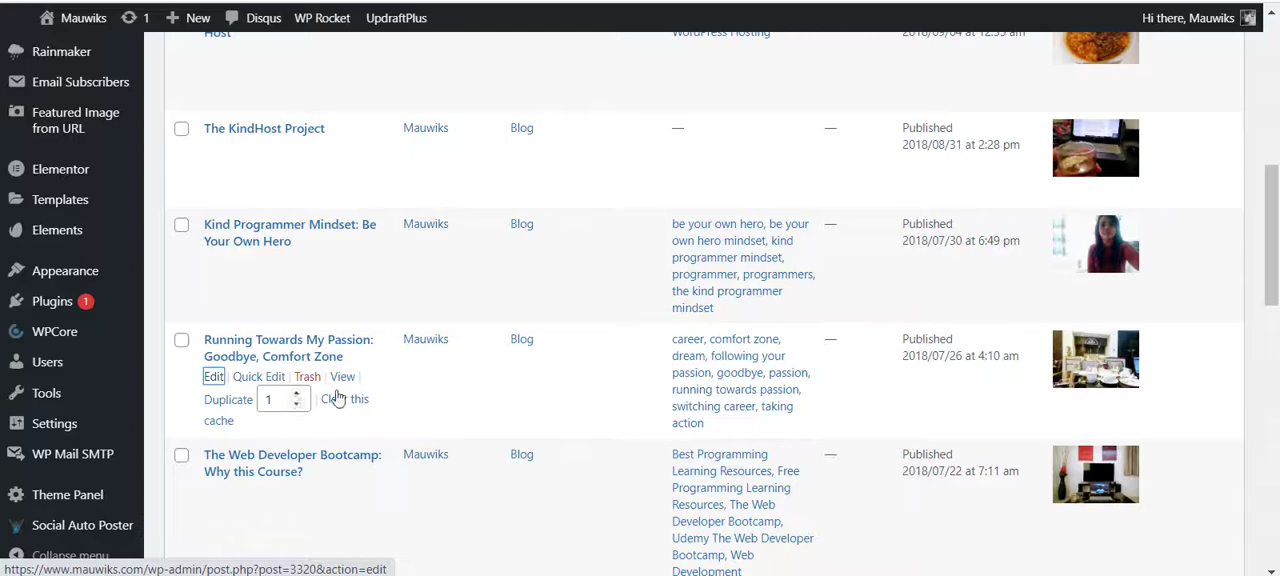 Mauwiks 1 New Disqus WP Rocket UpdraftPlus Hi there, Mauwiks
Rainmaker
Email Subscribers
Featured Image
from URL
Elementor
Templates
Elements
Appearance
Plugins 1
WPCore
Users
Tools
Settings
WP Mail SMTP
Theme Panel
Social Auto Poster
Collapse menu
Host WordPress Hosting 2018/09/04 at 12:35 am
The KindHost Project Mauwiks Blog — — Published
2018/08/31 at 2:28 pm
Kind Programmer Mindset: Be Mauwiks Blog be your own hero, be your — Published
Your Own Hero own hero mindset, kind 2018/07/30 at 6:49 pm
programmer mindset,
programmer, programmers,
the kind programmer
mindset
Running Towards My Passion: Mauwiks Blog career, comfort zone, — Published
Goodbye, Comfort Zone dream, following your 2018/07/26 at 4:10 am
Edit | Quick Edit | Trash | View | passion, goodbye, passion,
running towards passion,
Duplicate 1 | this switching career, taking
cache action
The Web Developer Bootcamp: Mauwiks Blog Best Programming — Published
Why this Course? Learning Resources, Free 2018/07/22 at 7:11 am
Programming Learning
Resources, The Web
Developer Bootcamp,
Udemy The Web Developer
Bootcamp, Web
Development
https://www.mauwiks.com/wp-admin/post.php?post=3320&action=edit